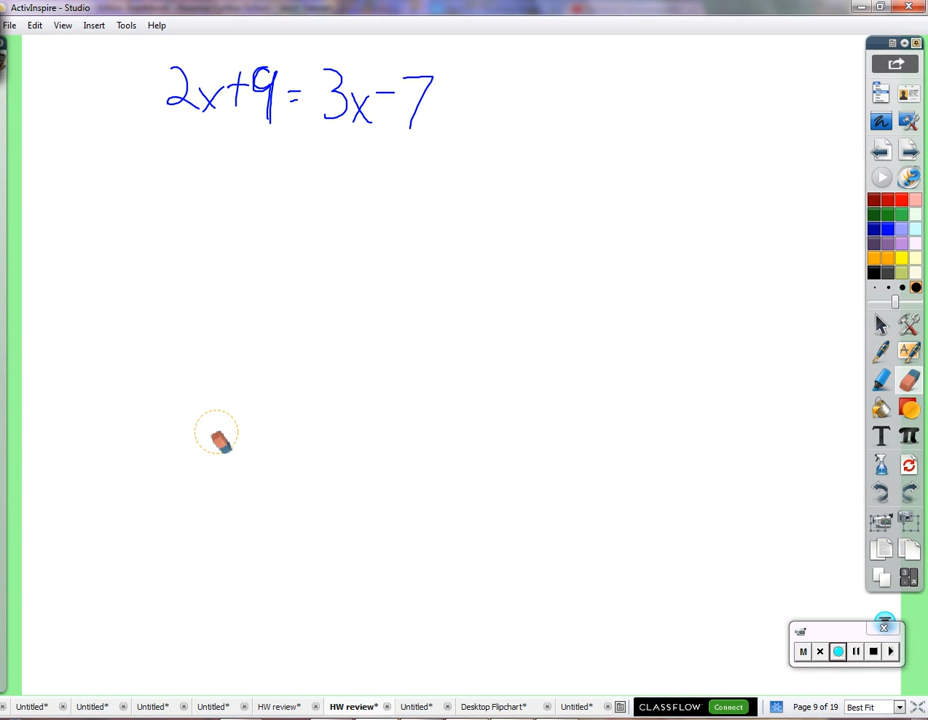 ActivInspire - Studio
File Edit View Insert Tools Help
2x+9= 3x-7
M
Untitled* Untitled* Untitled* Untitled* HW review* HW review* Untitled* Desktop Flipchart* Untitled* CLASSFLOW Connect Page 9 of 19 Best Fit